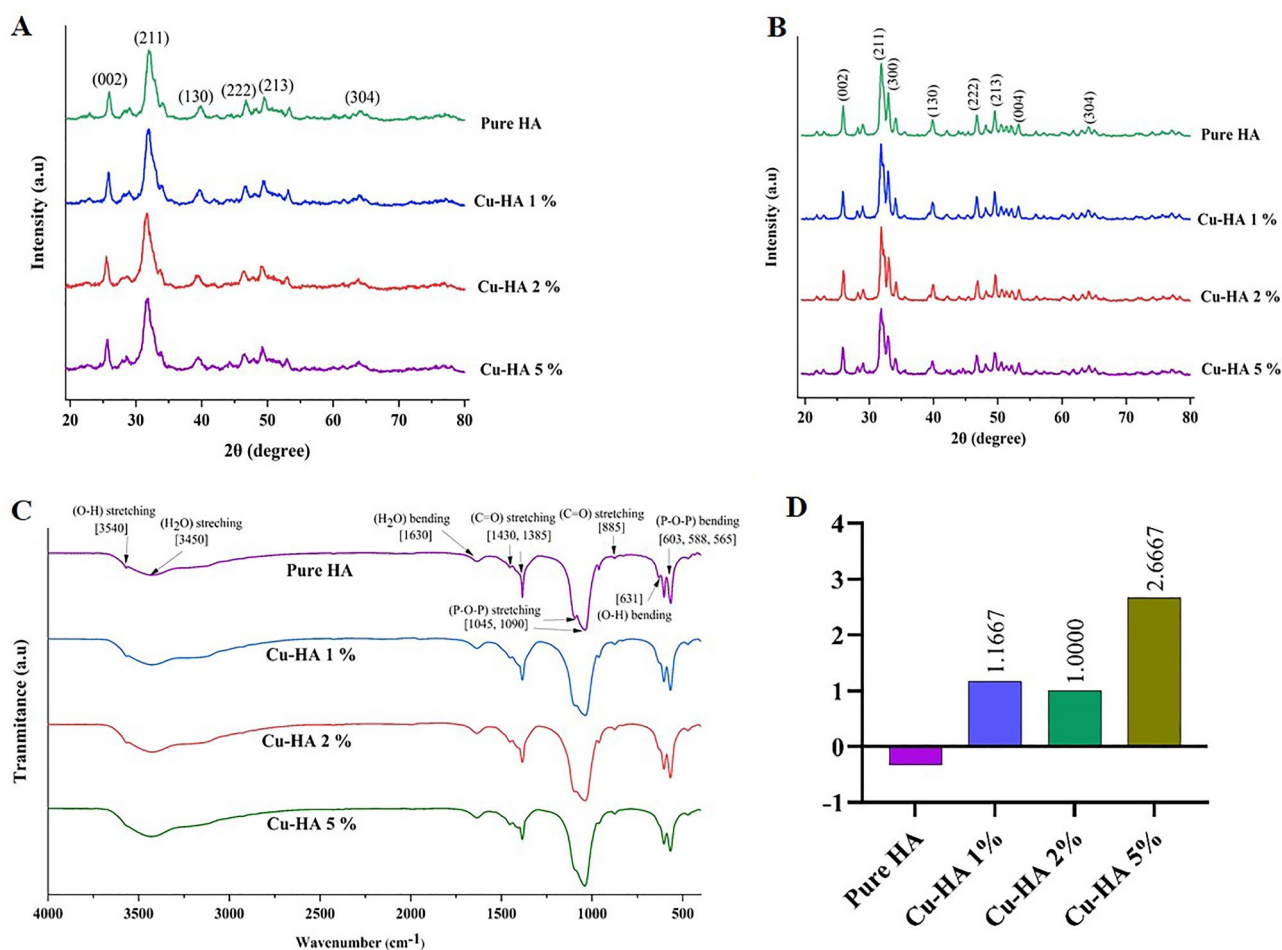 A
(002)
(211)
(130)
(222)
(213)
(304)
Pure HA
Cu-HA 1 %
Cu-HA 2 %
Cu-HA 5 %
Intensity (a.u)
20 30 40 50 60 70 80
2θ (degree)
B
(002)
(211)
(300)
(130)
(222)
(213)
(004)
(304)
Pure HA
Cu-HA 1 %
Cu-HA 2 %
Cu-HA 5 %
Intensity (a.u)
20 30 40 50 60 70 80
2θ (degree)
C
(O-H) stretching
[3540]
(H2O) streching
[3450]
(H2O) bending
[1630]
(C=O) stretching
[1430, 1385]
(C=O) stretching
[885]
(P-O-P) bending
[603, 588, 565]
Pure HA
(P-O-P) stretching
[1045, 1090]
[631]
(O-H) bending
Cu-HA 1 %
Cu-HA 2 %
Cu-HA 5 %
Tranmitance (a.u)
4000 3500 3000 2500 2000 1500 1000 500
Wavenumber (cm-1)
D
4
3
2
1
0
-1
1.1667
1.0000
2.6667
Pure HA
Cu-HA 1%
Cu-HA 2%
Cu-HA 5%